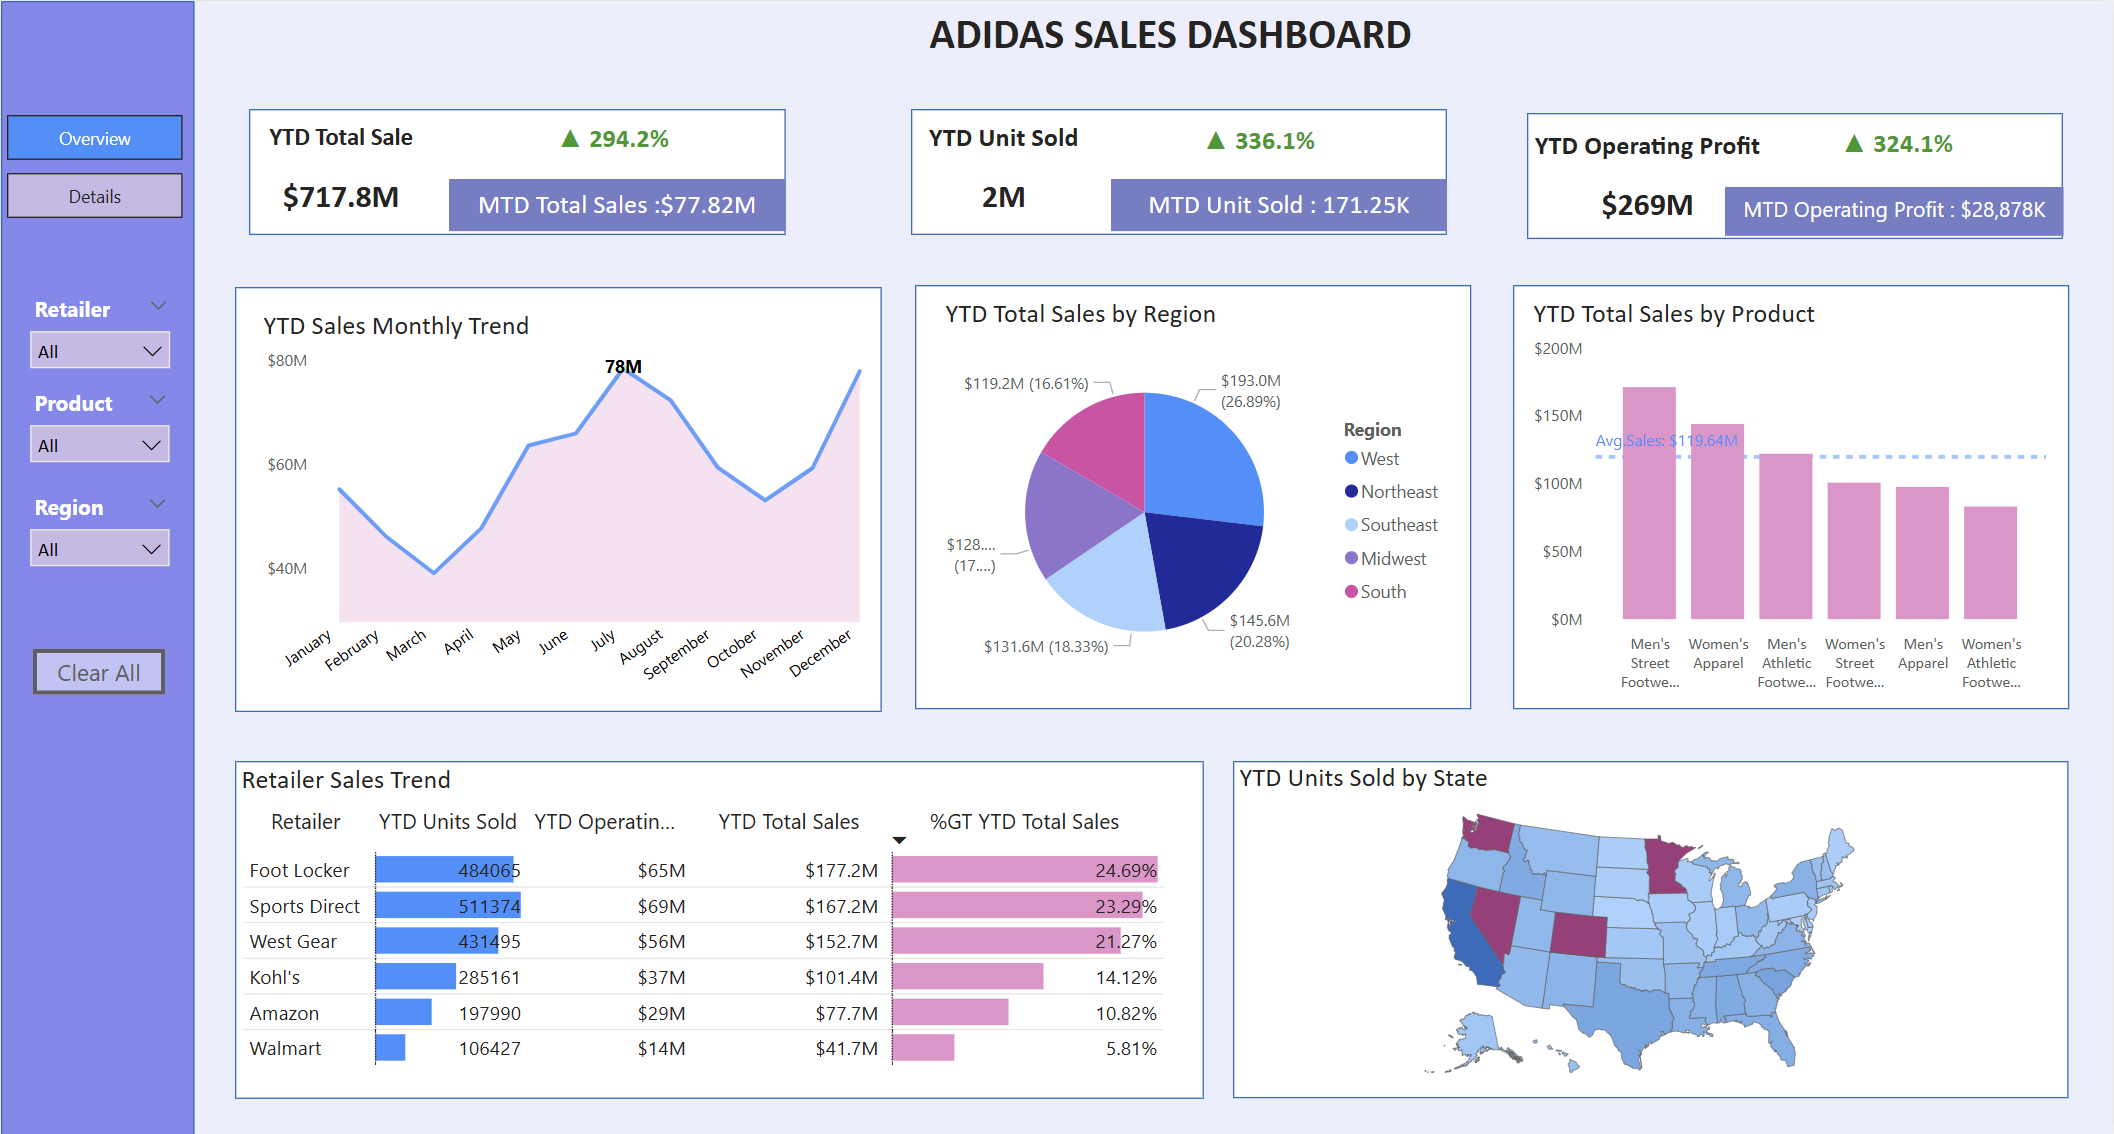 ADIDAS SALES DASHBOARD
Overview
Details
Retailer
All
Product
All
Region
All
Clear All
YTD Total Sale
▲ 294.2%
$717.8M
MTD Total Sales :$77.82M
YTD Unit Sold
▲ 336.1%
2M
MTD Unit Sold : 171.25K
YTD Operating Profit
▲ 324.1%
$269M
MTD Operating Profit : $28,878K
YTD Sales Monthly Trend
$80M
$60M
$40M
78M
January
February
March
April
May
June
July
August
September
October
November
December
YTD Total Sales by Region
$119.2M (16.61%)
$193.0M
(26.89%)
$128....
(17....)
$131.6M (18.33%)
$145.6M
(20.28%)
Region
West
Northeast
Southeast
Midwest
South
YTD Total Sales by Product
$200M
$150M
$100M
$50M
$0M
Avg.Sales: $119.64M
Men's
Street
Footwe...
Women's
Apparel
Men's
Athletic
Footwe...
Women's
Street
Footwe...
Men's
Apparel
Women's
Athletic
Footwe...
Retailer Sales Trend
Retailer YTD Units Sold YTD Operatin... YTD Total Sales %GT YTD Total Sales
Foot Locker 484065 $65M $177.2M 24.69%
Sports Direct 511374 $69M $167.2M 23.29%
West Gear 431495 $56M $152.7M 21.27%
Kohl's 285161 $37M $101.4M 14.12%
Amazon 197990 $29M $77.7M 10.82%
Walmart 106427 $14M $41.7M 5.81%
YTD Units Sold by State